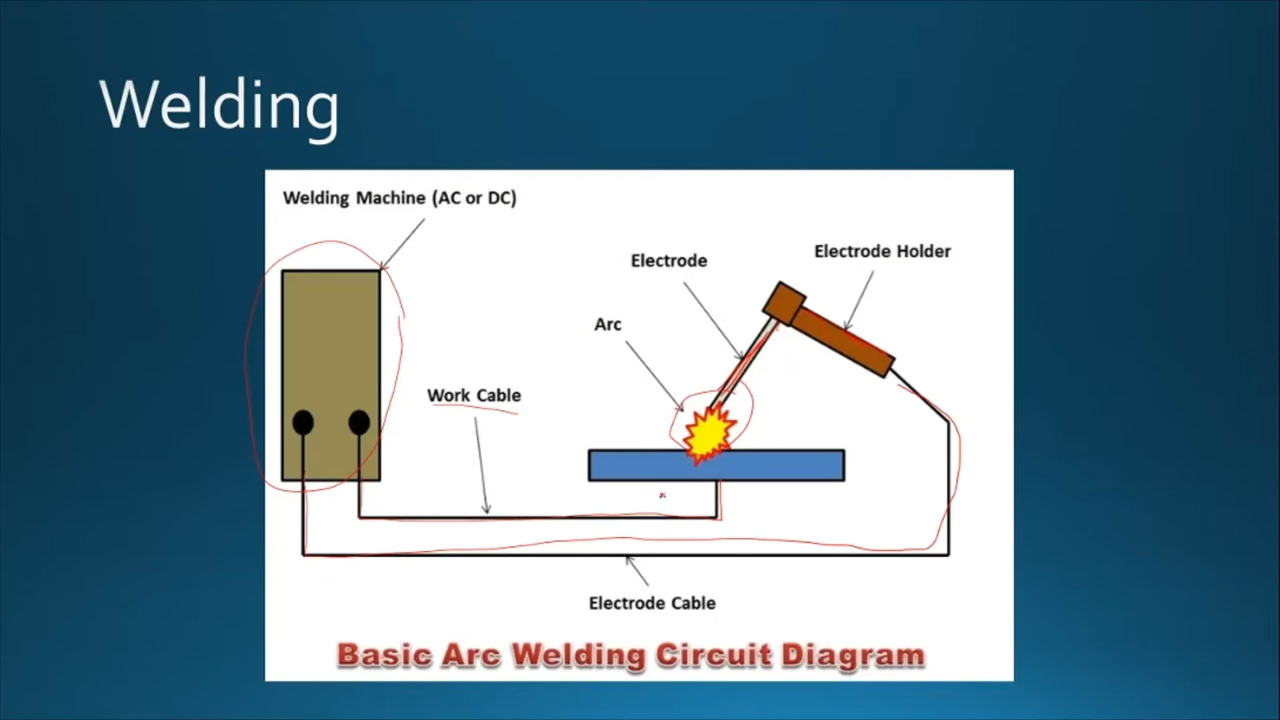 Welding
Welding Machine (AC or DC)
Electrode Holder
Electrode
Arc
Work Cable
Electrode Cable
Basic Arc Welding Circuit Diagram